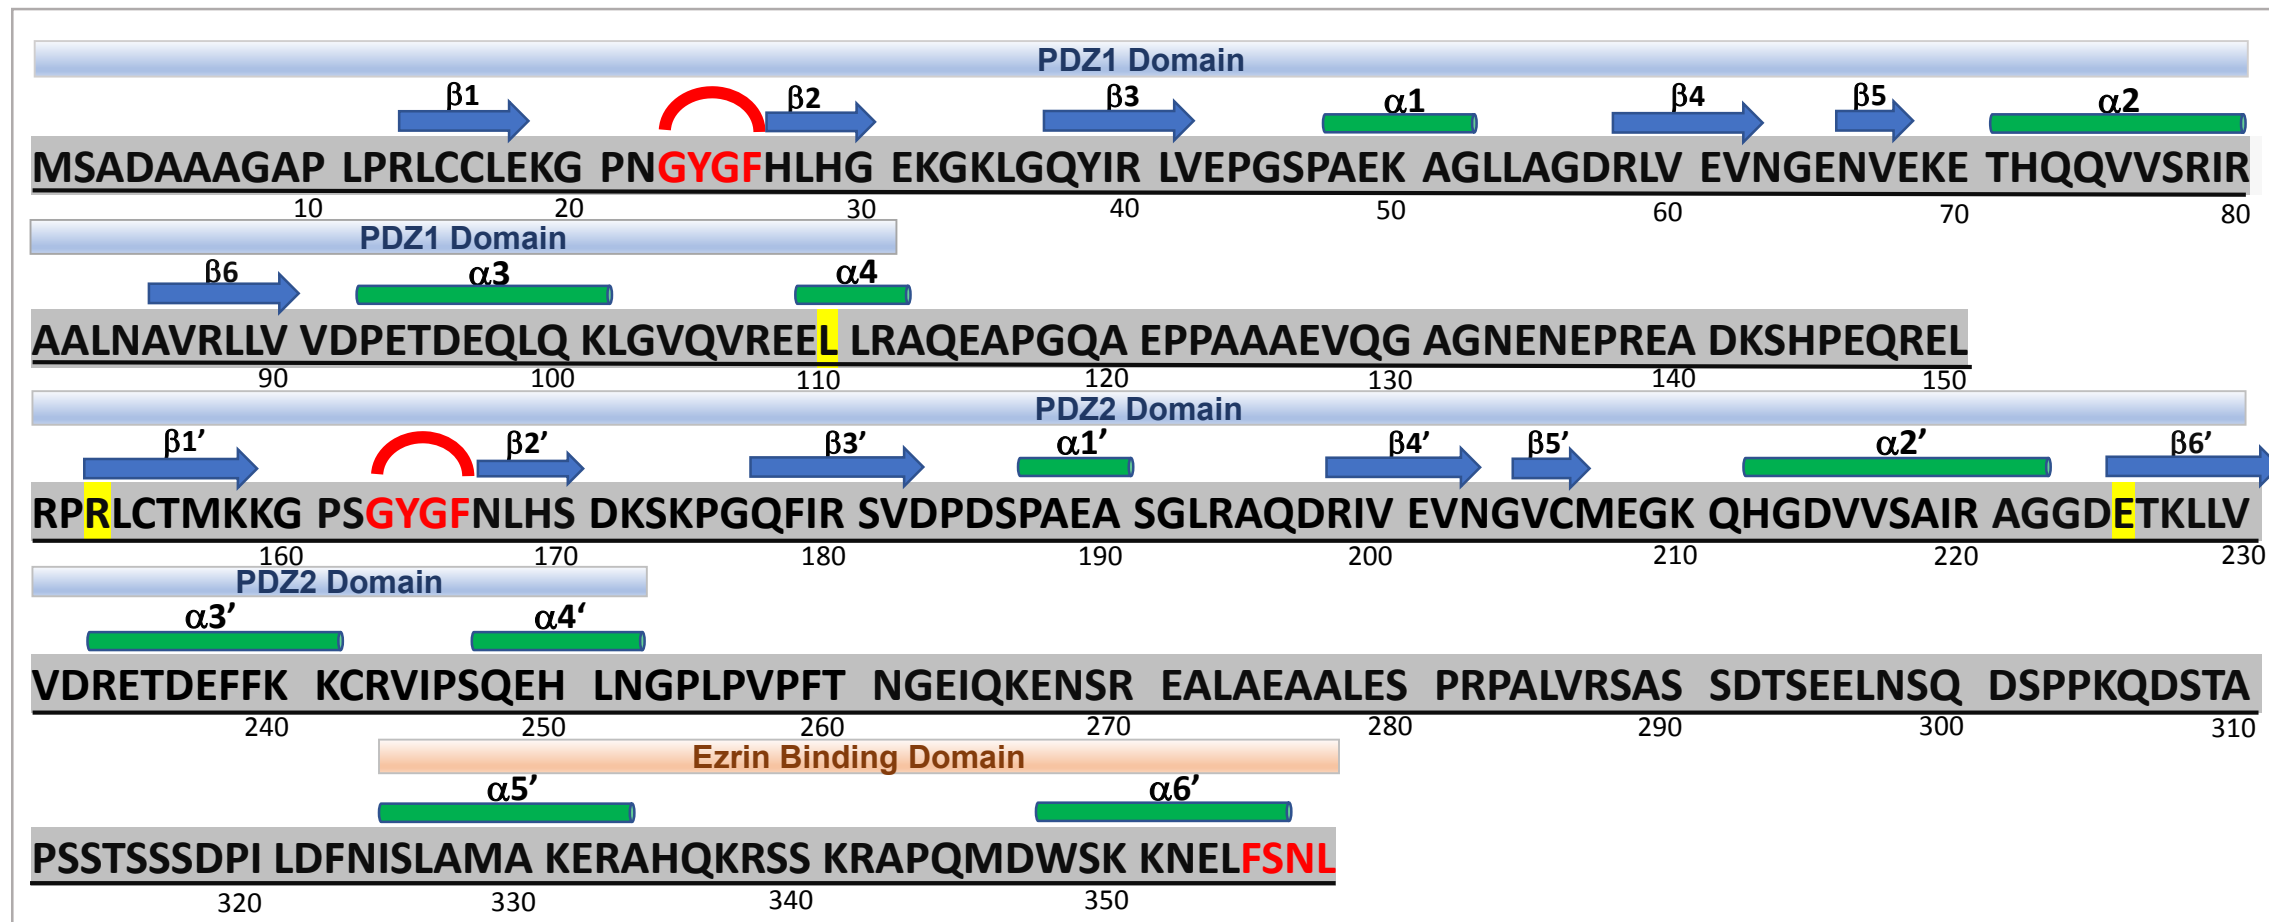 PDZ1 Domain
β1 β2 β3 α1 β4 β5 α2
MSADAAAGAP LPRLCCLEKG PNGYGFHLHG EKGKLGQYIR LVEPGSPAEK AGLLAGDRLV EVNGENVEKE THQQVVSRIR
10 20 30 40 50 60 70 80
PDZ1 Domain
β6 α3 α4
AALNAVRLLV VDPETDEQLQ KLGVQVREEL LRAQEAPGQA EPPAAAEVQG AGNENEPREA DKSHPEQREL
90 100 110 120 130 140 150
PDZ2 Domain
β1’ β2’ β3’ α1’ β4’ β5’ α2’ β6’
RPRLCTMKKG PSGYGFNLHS DKSKPGQFIR SVDPDSPAEA SGLRAQDRIV EVNGVCMEGK QHGDVVSAIR AGGDETKLLV
160 170 180 190 200 210 220 230
PDZ2 Domain
α3’ α4‘
VDRETDEFFK KCRVIPSQEH LNGPLPVPFT NGEIQKENSR EALAEAALES PRPALVRSAS SDTSEELNSQ DSPPKQDSTA
240 250 260 270 280 290 300 310
Ezrin Binding Domain
α5’ α6’
PSSTSSSDPI LDFNISLAMA KERAHQKRSS KRAPQMDWSK KNELFSNL
320 330 340 350